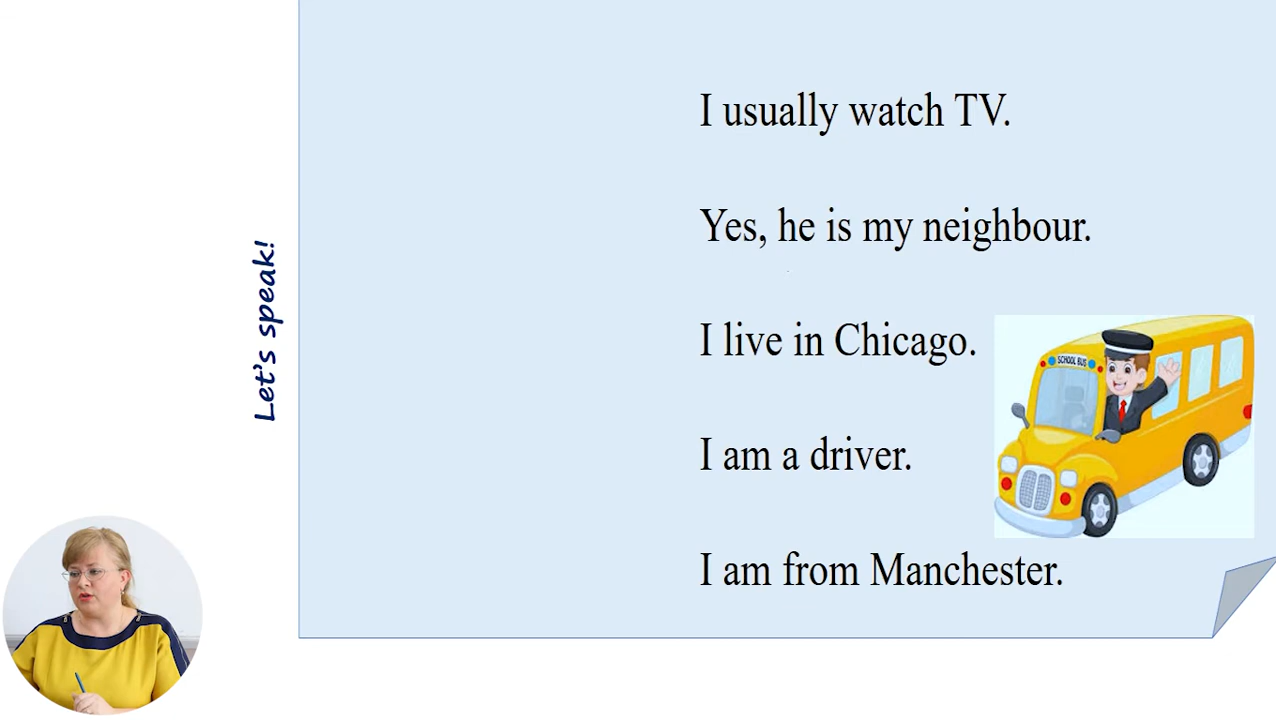 Let's speak!
I usually watch TV.
Yes, he is my neighbour.
I live in Chicago.
SCHOOL BUS
I am a driver.
I am from Manchester.